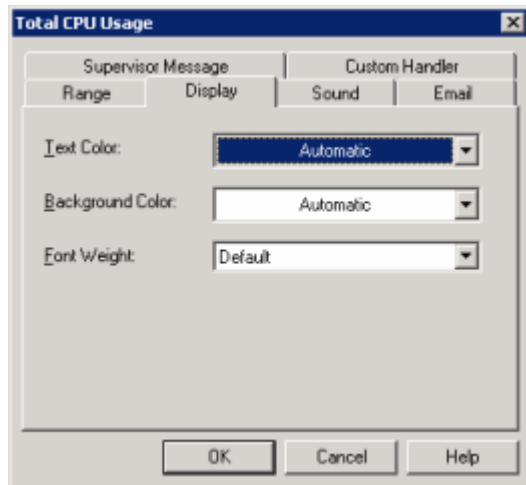 Total CPU Usage
Supervisor Message Custom Handler
Range Display Sound Email
Text Color: Automatic
Background Color: Automatic
Font Weight: Default
OK Cancel Help